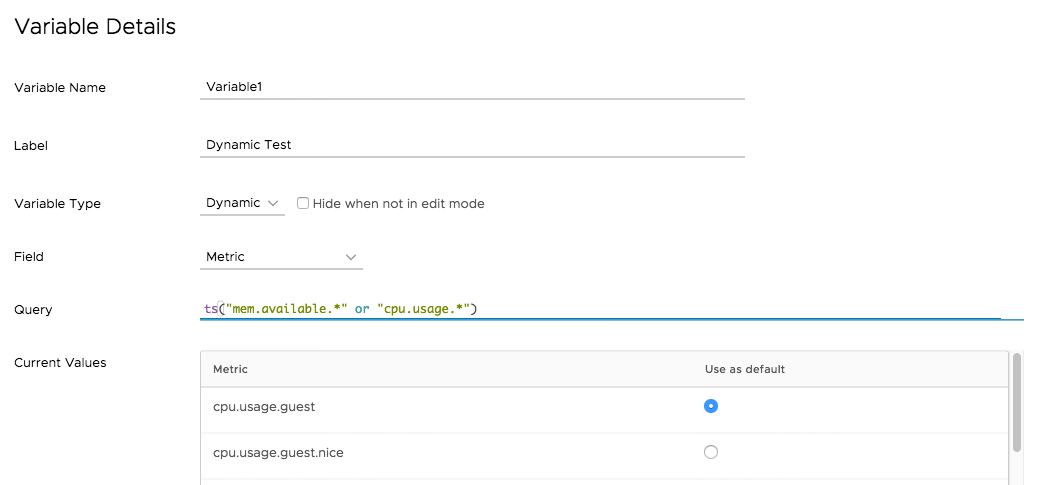 Variable Details
Variable Name Variable1
Label Dynamic Test
Variable Type Dynamic Hide when not in edit mode
Field Metric
Query ts("mem.available.*" or "cpu.usage.*")
Current Values Metric Use as default
cpu.usage.guest
cpu.usage.guest.nice